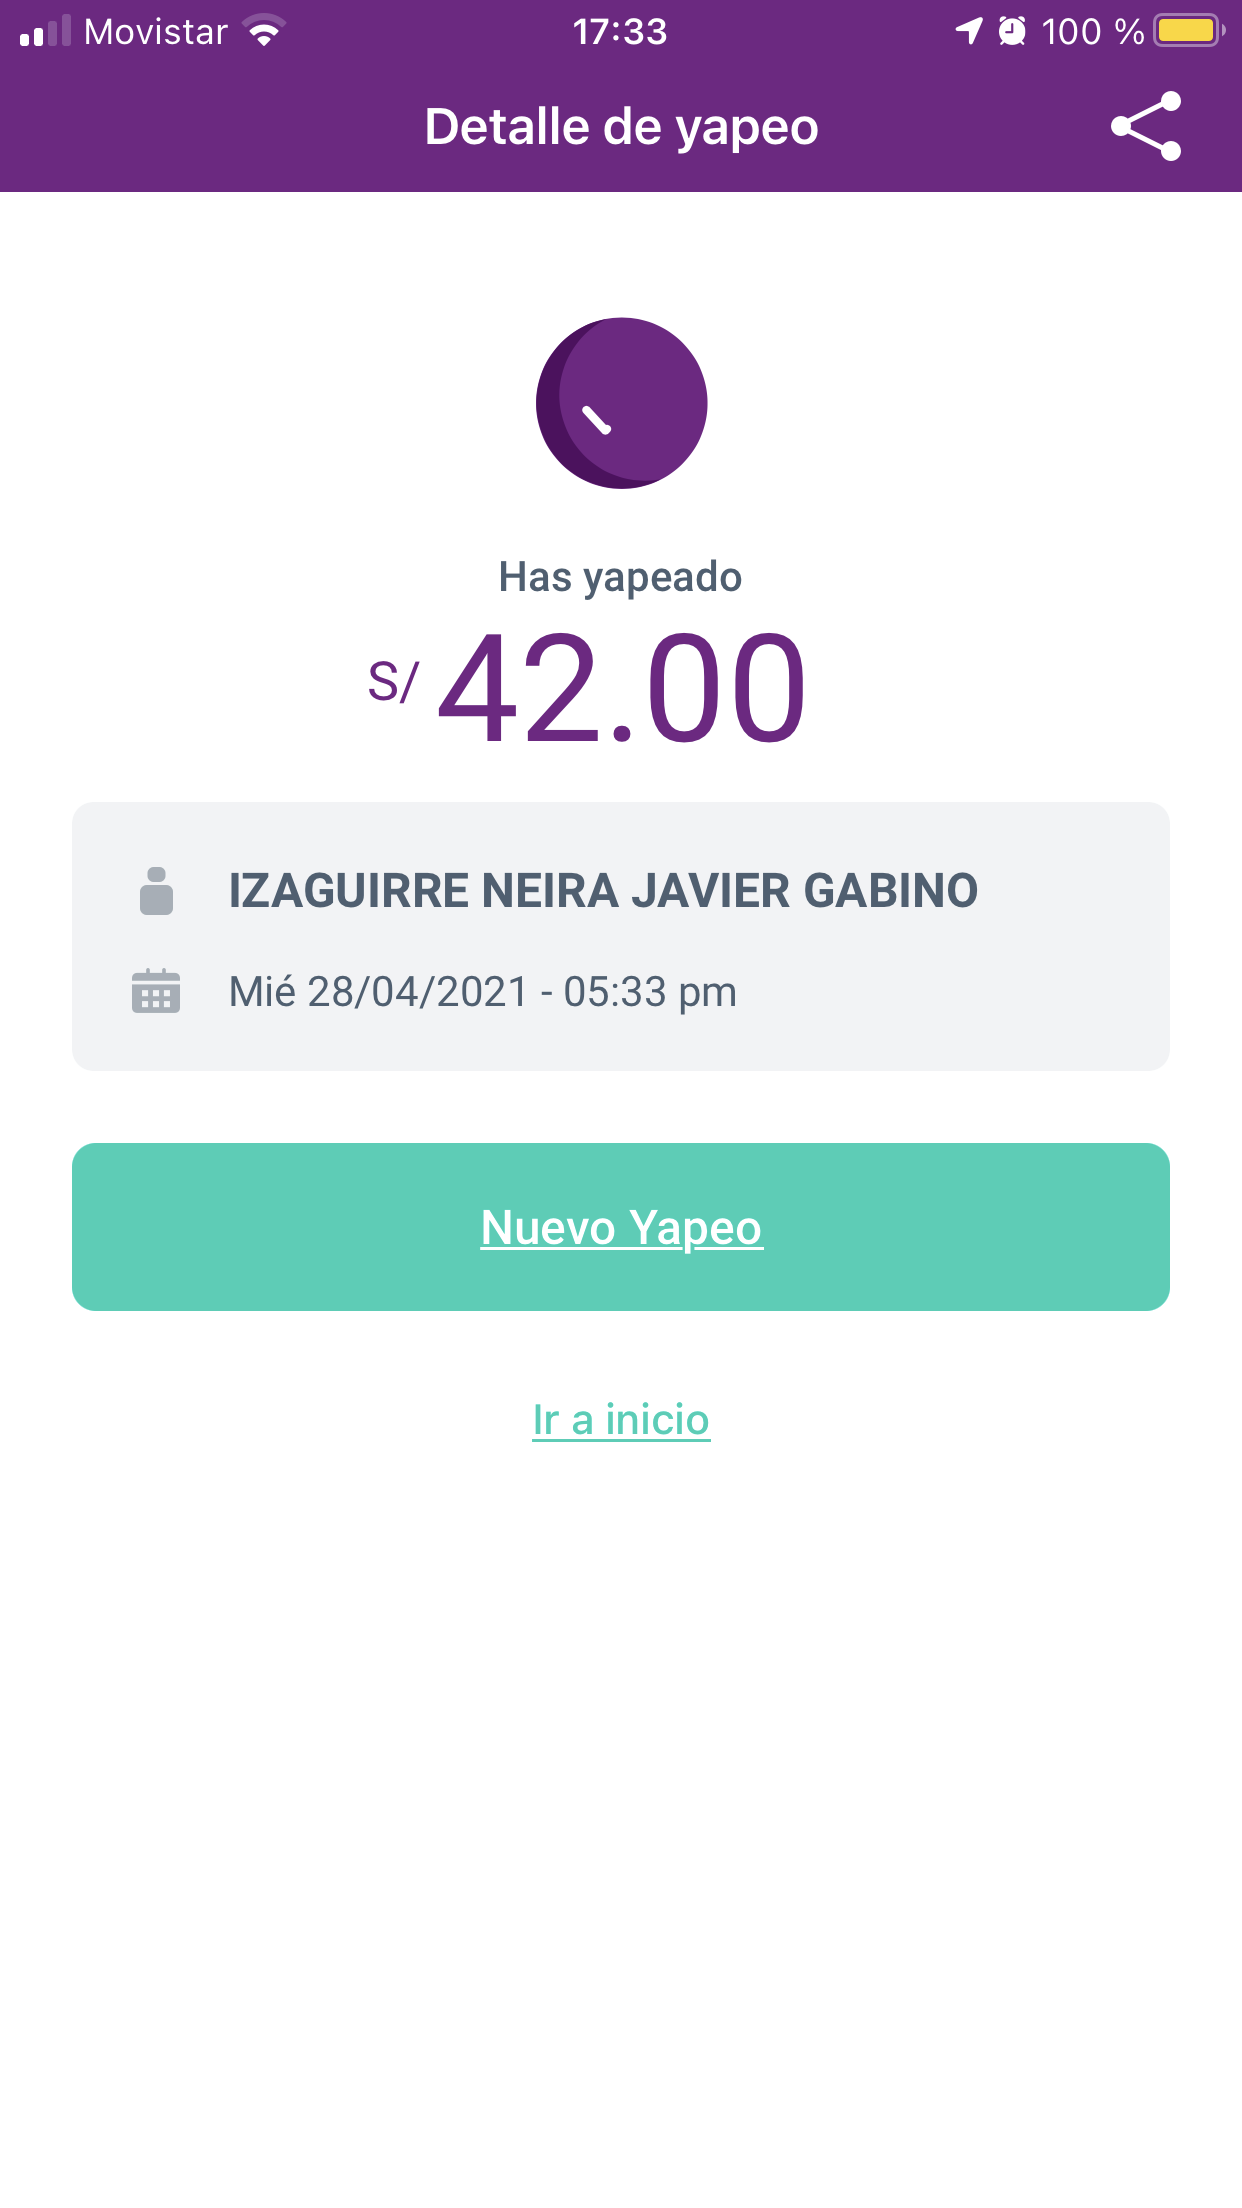 Movistar 17:33 100 %
Detalle de yapeo
Has yapeado
S/ 42.00
IZAGUIRRE NEIRA JAVIER GABINO
Mié 28/04/2021 - 05:33 pm
Nuevo Yapeo
Ir a inicio